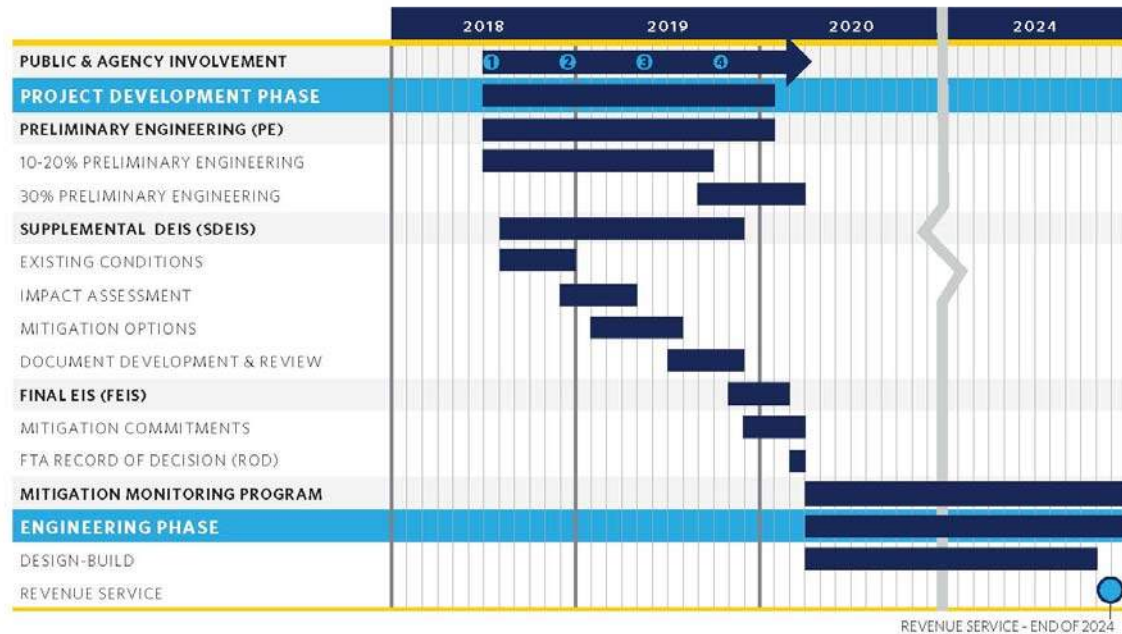 2018 2019 2020 2024
PUBLIC & AGENCY INVOLVEMENT 1 2 3 4
PROJECT DEVELOPMENT PHASE
PRELIMINARY ENGINEERING (PE)
10-20% PRELIMINARY ENGINEERING
30% PRELIMINARY ENGINEERING
SUPPLEMENTAL DEIS (SDEIS)
EXISTING CONDITIONS
IMPACT ASSESSMENT
MITIGATION OPTIONS
DOCUMENT DEVELOPMENT & REVIEW
FINAL EIS (FEIS)
MITIGATION COMMITMENTS
FTA RECORD OF DECISION (ROD)
MITIGATION MONITORING PROGRAM
ENGINEERING PHASE
DESIGN-BUILD
REVENUE SERVICE
REVENUE SERVICE - END OF 2024